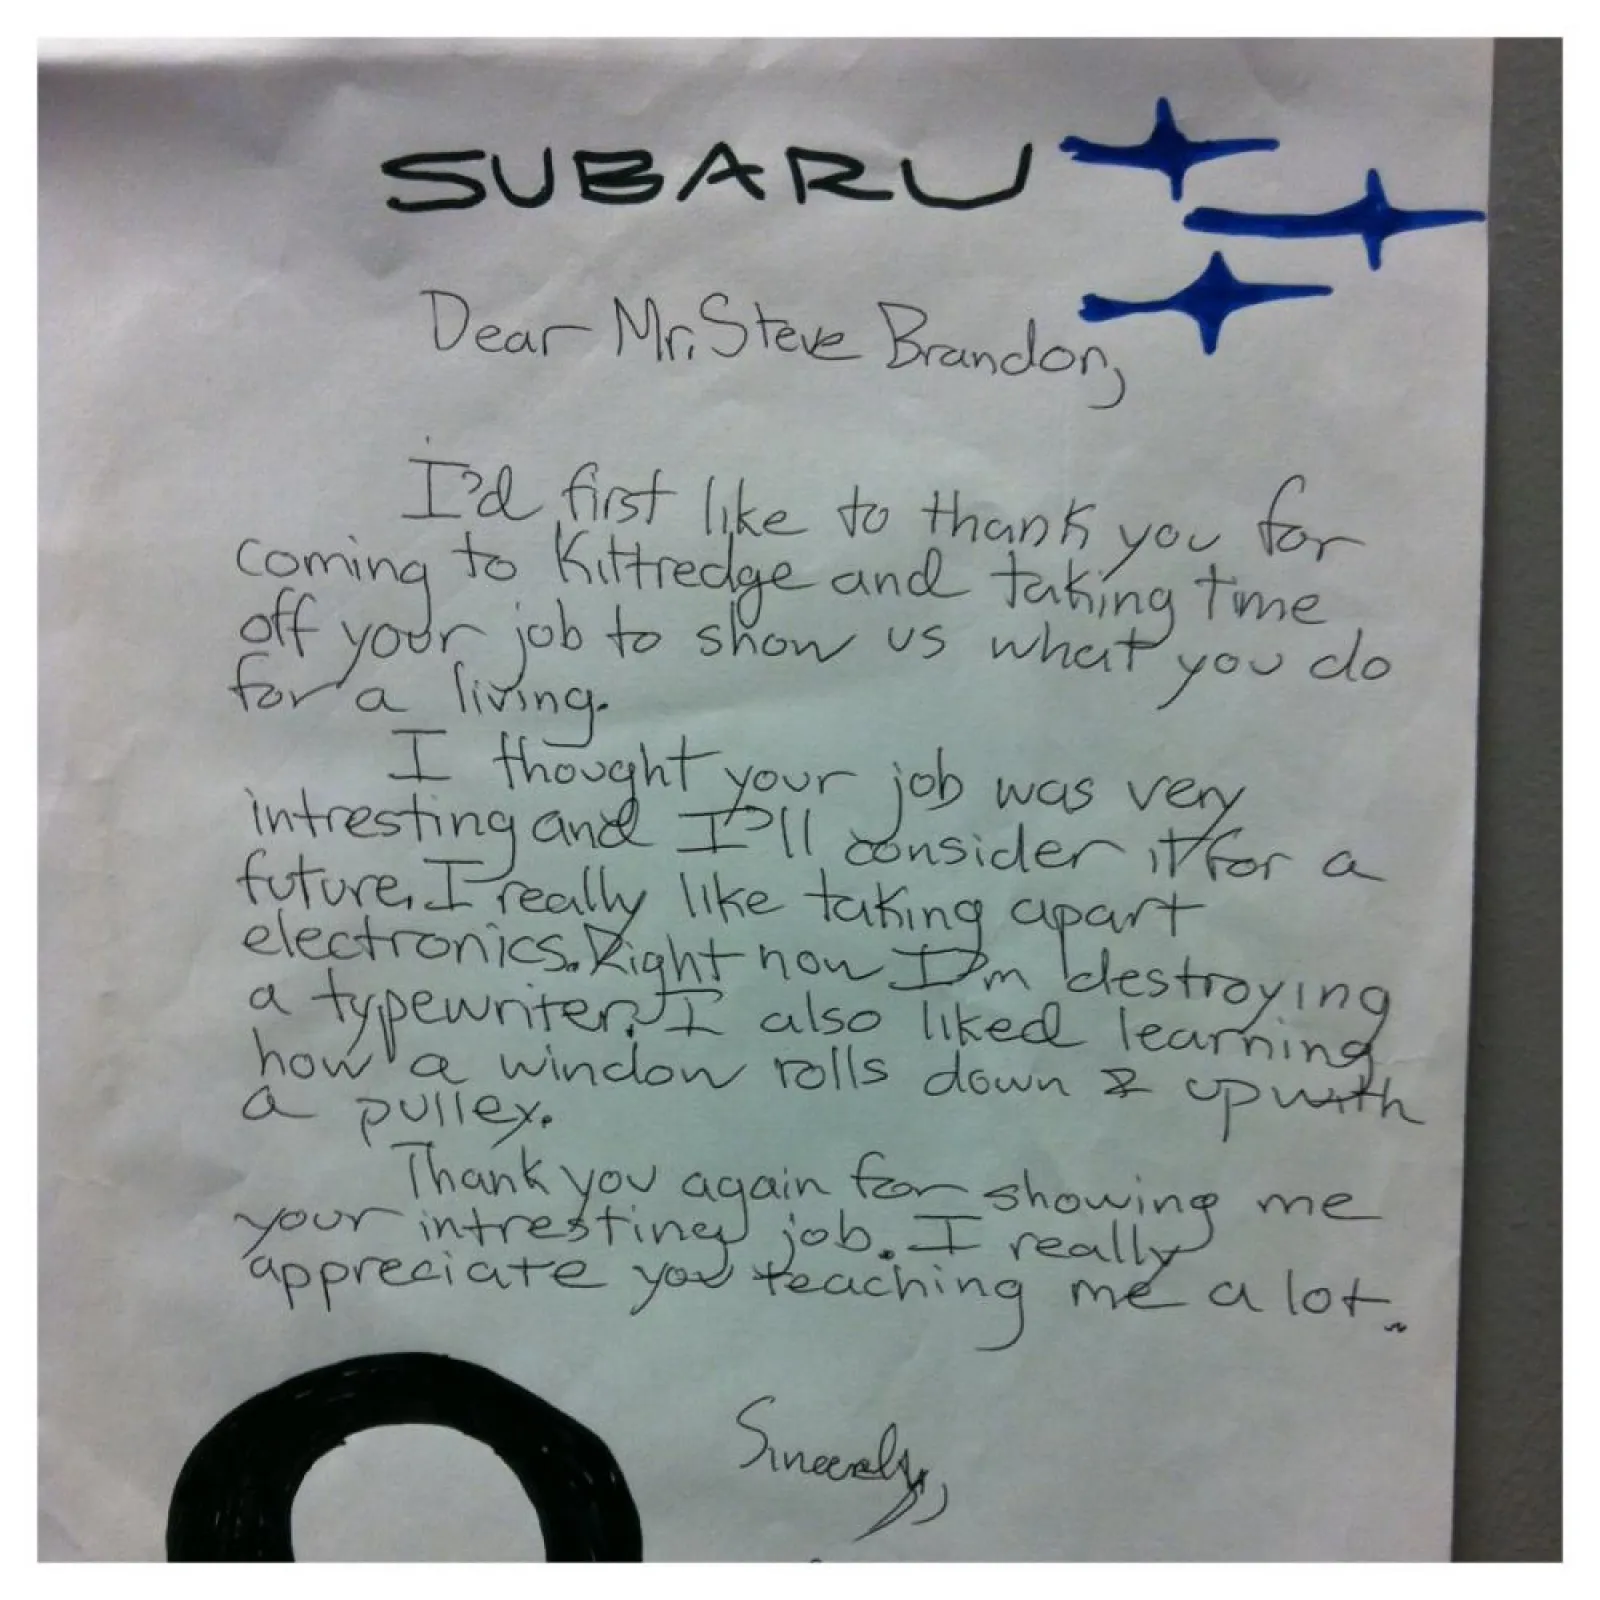 SUBARU
Dear Mr. Steve Brandon,
I'd first like to thank you for
coming to Kittredge and taking time
off your job to show us what you do
for a living.
I thought your job was very
intresting and I'll consider it for a
future. I really like taking apart
electronics. Right now I'm destroying
a typewriter. I also liked learning
how a window rolls down & up with
a pulley.
Thank you again for showing me
your intresting job. I really
appreciate you teaching me a lot.
Sincerely,